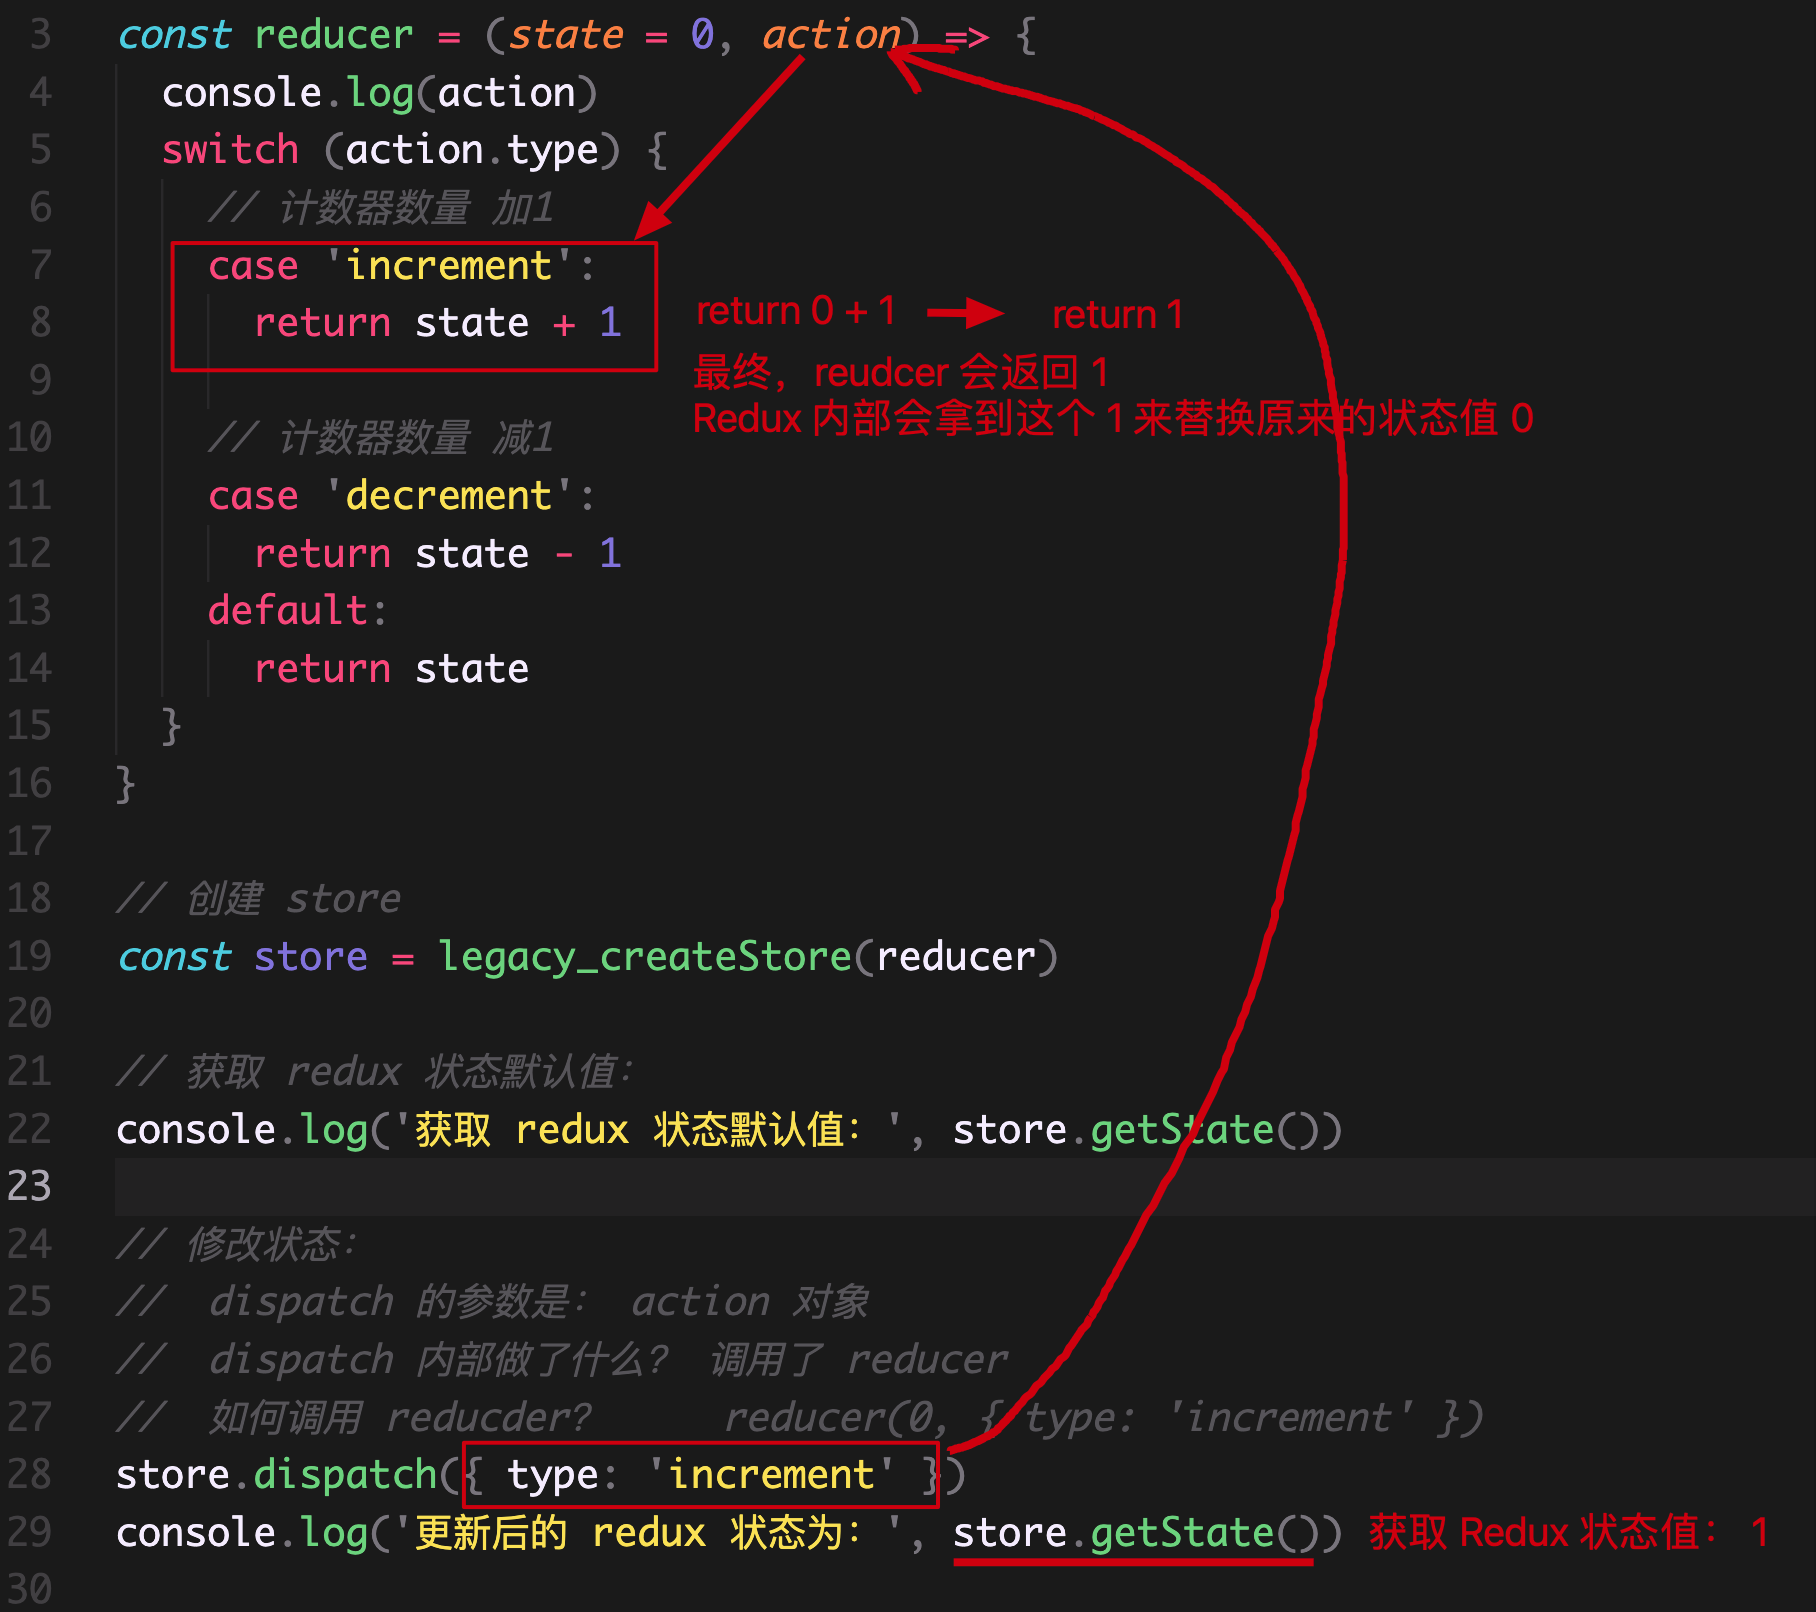 3 const reducer = (state = 0, action) => {
4 console.log(action)
5 switch (action.type) {
6 // 计数器数量 加1
7 case 'increment':
8 return state + 1
return 0 + 1 return 1
9
最终，reudcer 会返回 1
Redux 内部会拿到这个 1 来替换原来的状态值 0
10 // 计数器数量 减1
11 case 'decrement':
12 return state - 1
13 default:
14 return state
15 }
16 }
17
18 // 创建 store
19 const store = legacy_createStore(reducer)
20
21 // 获取 redux 状态默认值：
22 console.log('获取 redux 状态默认值：', store.getState())
23
24 // 修改状态：
25 // dispatch 的参数是： action 对象
26 // dispatch 内部做了什么？ 调用了 reducer
27 // 如何调用 reducder? reducer(0, { type: 'increment' })
28 store.dispatch({ type: 'increment' })
29 console.log('更新后的 redux 状态为：', store.getState()) 获取 Redux 状态值： 1
30